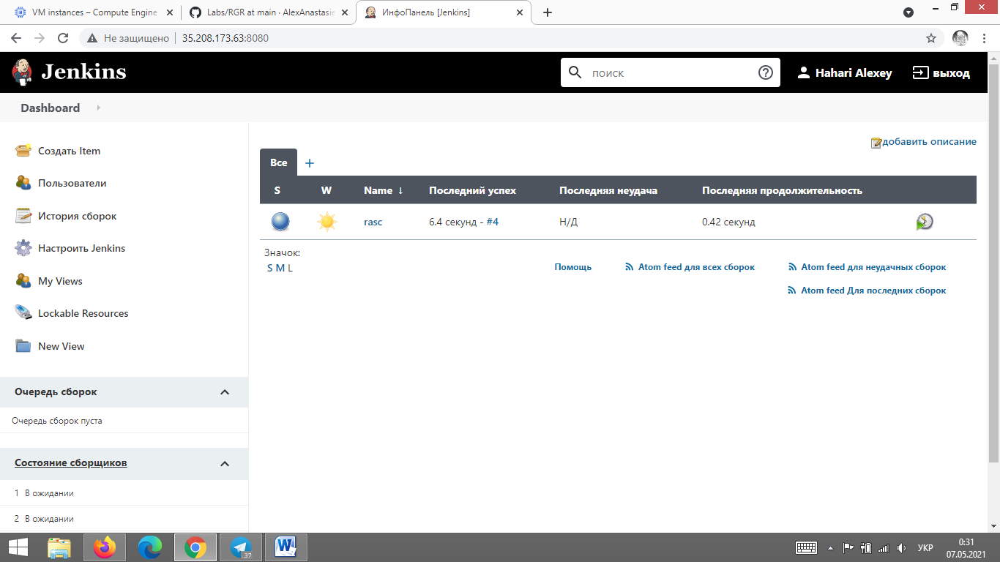 VM instances – Compute Engine
Labs/RGR at main · AlexAnastasie
ИнфоПанель [Jenkins]
Не защищено
35.208.173.63:8080
Jenkins
поиск
Hahari Alexey
выход
Dashboard
Создать Item
Пользователи
История сборок
Настроить Jenkins
My Views
Lockable Resources
New View
Очередь сборок
Очередь сборок пуста
Состояние сборщиков
1 В ожидании
2 В ожидании
добавить описание
Все +
S W Name ↓ Последний успех Последняя неудача Последняя продолжительность
rasc 6.4 секунд - #4 Н/Д 0.42 секунд
Значок:
S M L
Помощь Atom feed для всех сборок Atom feed для неудачных сборок
Atom feed Для последних сборок
37
УКР
0:31
07.05.2021